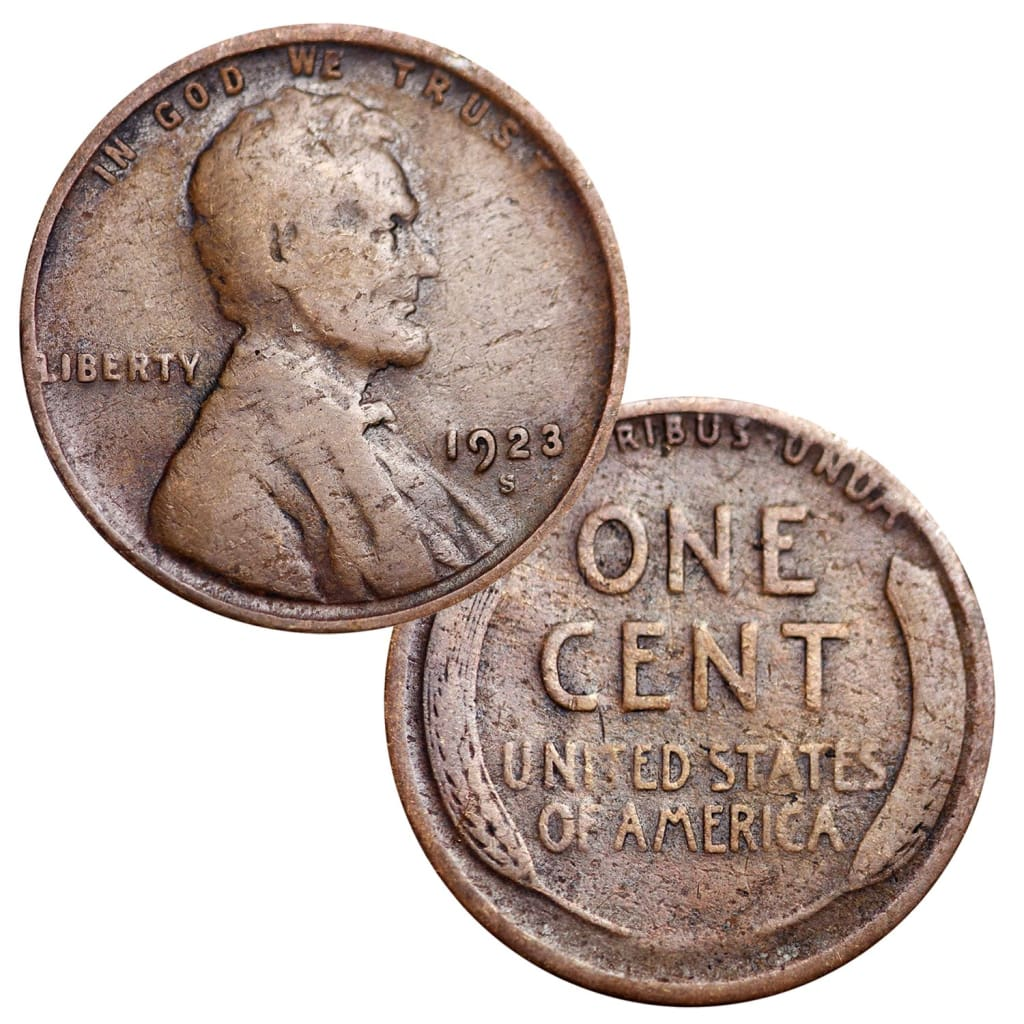 IN GOD WE TRUST
LIBERTY
1923
S
RIBUS · UNUM
ONE
CENT
UNITED STATES
OF AMERICA